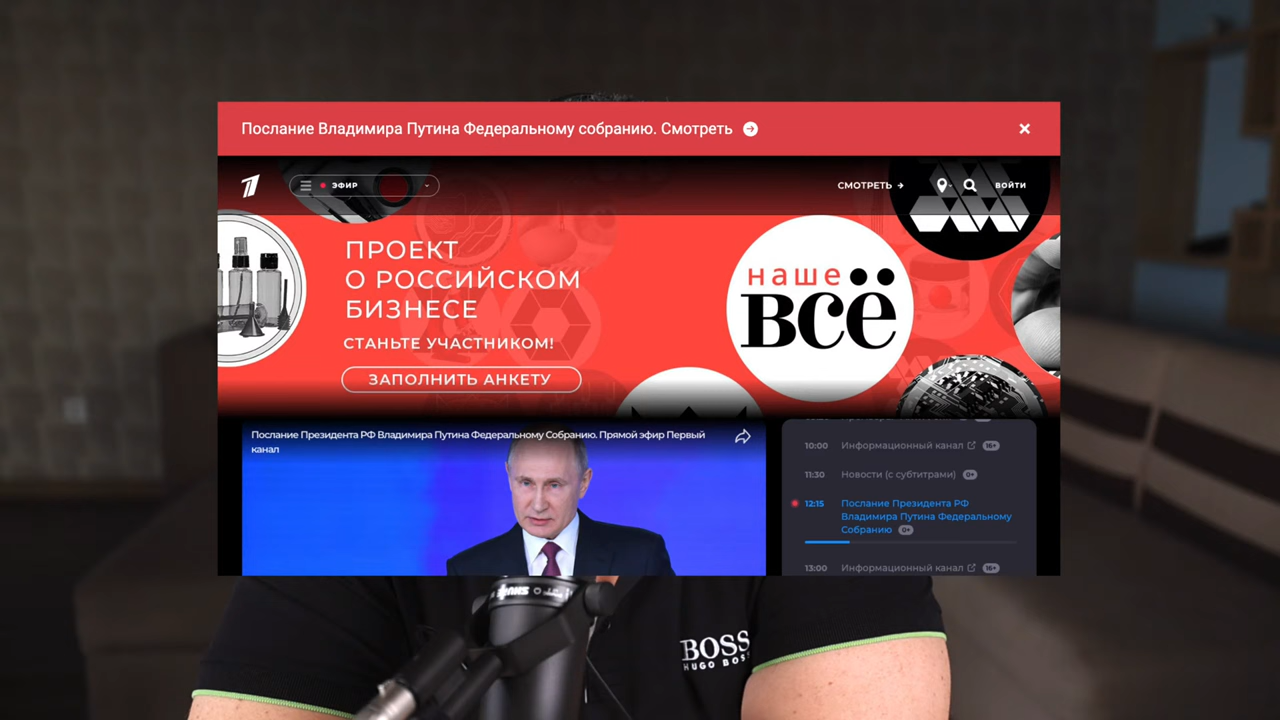 Послание Владимира Путина Федеральному собранию. Смотреть
ЭФИР
СМОТРЕТЬ
ВОЙТИ
ПРОЕКТ
О РОССИЙСКОМ
БИЗНЕСЕ
СТАНЬТЕ УЧАСТНИКОМ!
ЗАПОЛНИТЬ АНКЕТУ
наше
всё
Послание Президента РФ Владимира Путина Федеральному Собранию. Прямой эфир Первый
канал
10:00 Информационный канал 16+
11:30 Новости (с субтитрами) 0+
12:15 Послание Президента РФ
Владимира Путина Федеральному
Собранию 0+
13:00 Информационный канал 16+
BOSS
HUGO BOSS